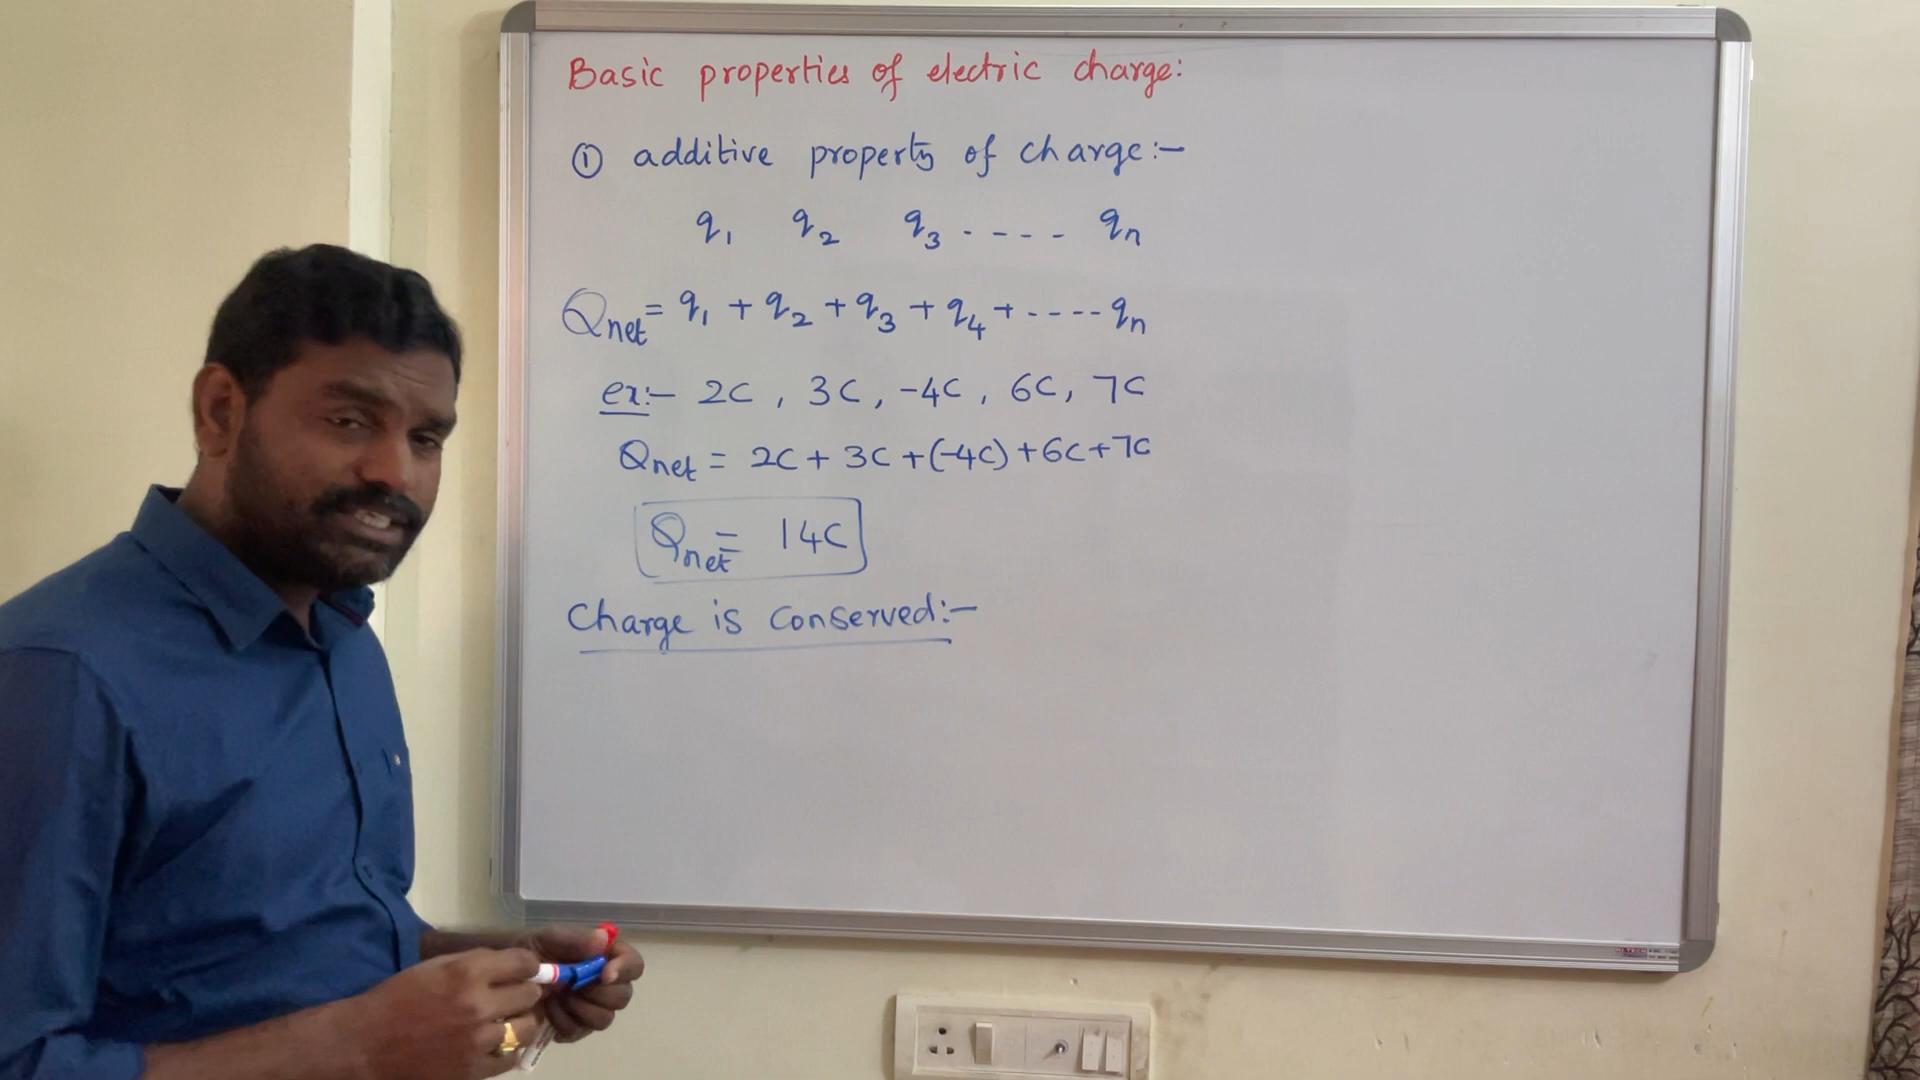 Basic properties of electric charge:
① additive property of charge:-
q₁ q₂ q₃ ---- qₙ
Qnet = q₁ + q₂ + q₃ + q₄ + ---- qₙ
ex:- 2C , 3C, -4C, 6C, 7C
Qnet = 2C + 3C + (-4C) + 6C + 7C
Qnet = 14C
Charge is conserved:-